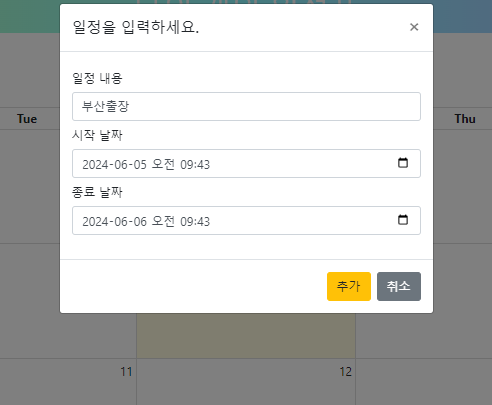 일정을 입력하세요.
×
일정 내용
부산출장
시작 날짜
2024-06-05 오전 09:43
종료 날짜
2024-06-06 오전 09:43
추가 취소
Tue Thu
11 12